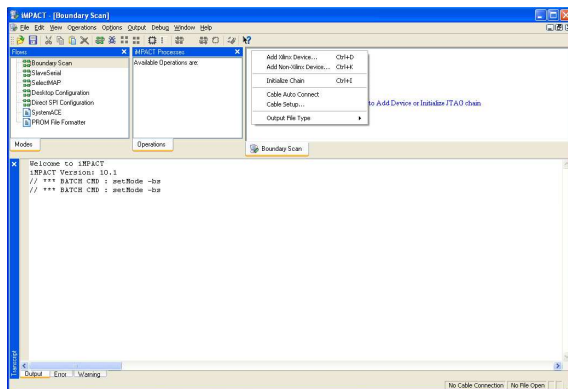 iMPACT - [Boundary Scan]
File Edit View Operations Options Output Debug Window Help
Flows
Boundary Scan
SlaveSerial
SelectMAP
Desktop Configuration
Direct SPI Configuration
SystemACE
PROM File Formatter
Modes
iMPACT Processes
Available Operations are:
Operations
Add Xilinx Device... Ctrl+D
Add Non-Xilinx Device... Ctrl+K
Initialize Chain Ctrl+I
Cable Auto Connect
Cable Setup...
Output File Type
to Add Device or Initialize JTAG chain
Boundary Scan
Welcome to iMPACT
iMPACT Version: 10.1
// *** BATCH CMD : setMode -bs
// *** BATCH CMD : setMode -bs
Transcript
Output Error Warning
No Cable Connection No File Open